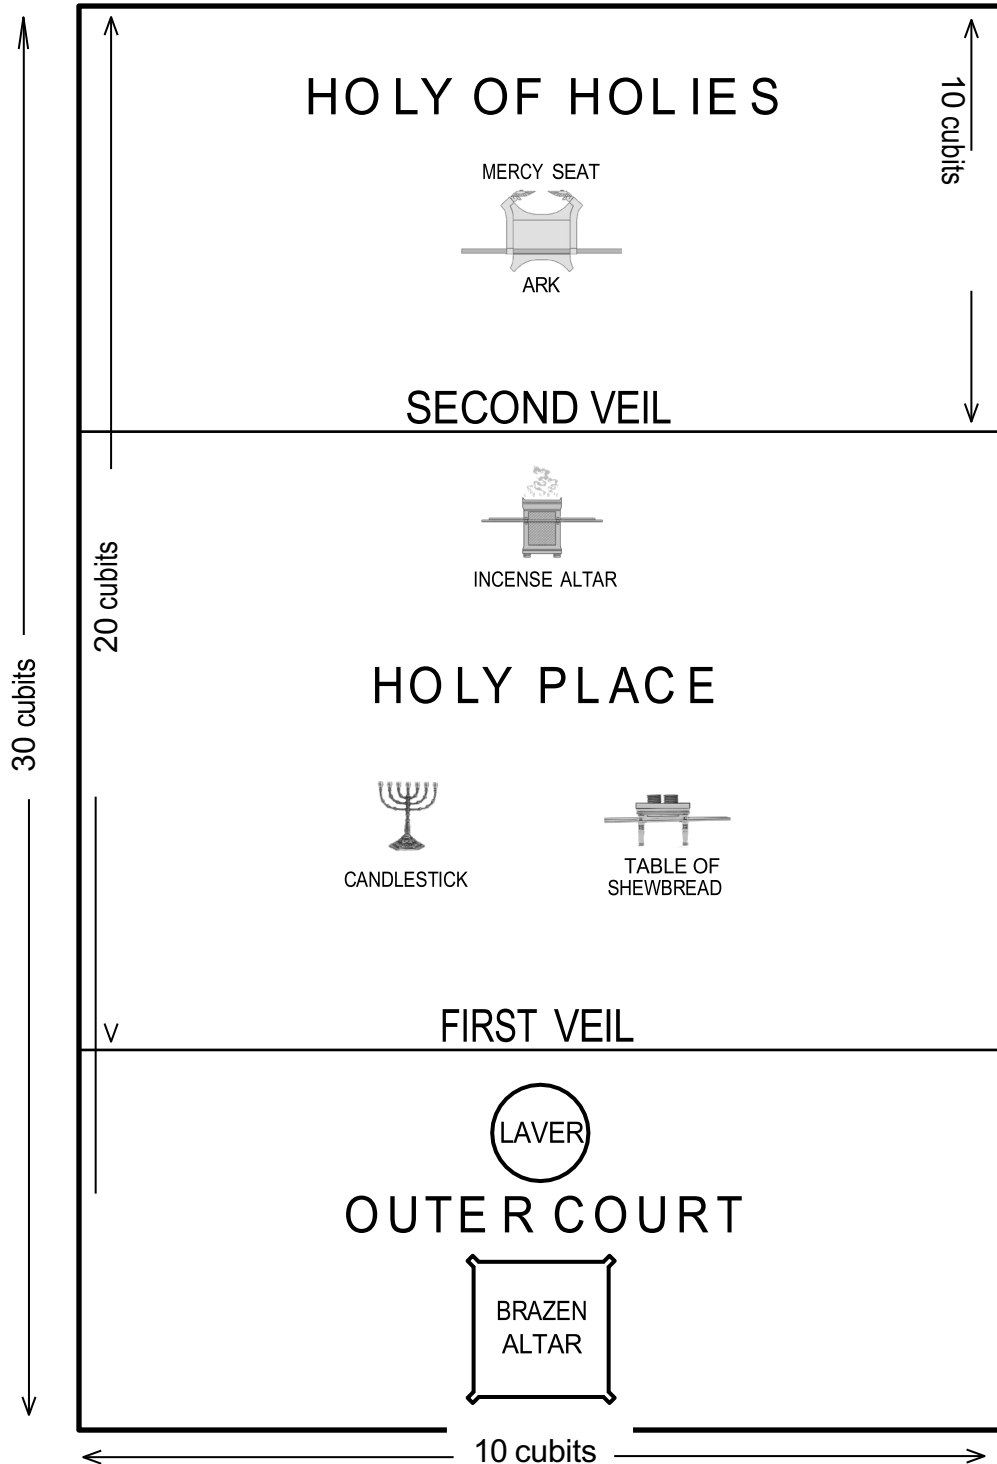 HOLY OF HOLIES
10 cubits
MERCY SEAT
ARK
SECOND VEIL
INCENSE ALTAR
20 cubits
30 cubits
HOLY PLACE
CANDLESTICK
TABLE OF
SHEWBREAD
FIRST VEIL
LAVER
OUTER COURT
BRAZEN
ALTAR
10 cubits